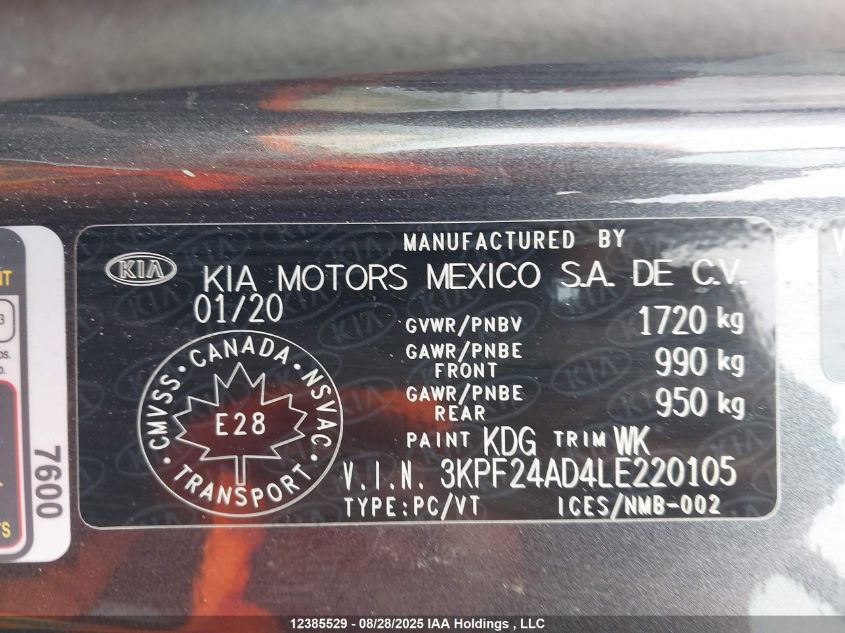 MANUFACTURED BY
KIA
KIA MOTORS MEXICO S.A. DE C.V.
01/20
GVWR/PNBV 1720 kg
GAWR/PNBE FRONT 990 kg
GAWR/PNBE REAR 950 kg
CMVSS • CANADA • NSVAC • TRANSPORT
E28
PAINT KDG TRIM WK
V.I.N. 3KPF24AD4LE220105
TYPE:PC/VT ICES/NMB-002
7600
12385529 - 08/28/2025 IAA Holdings , LLC